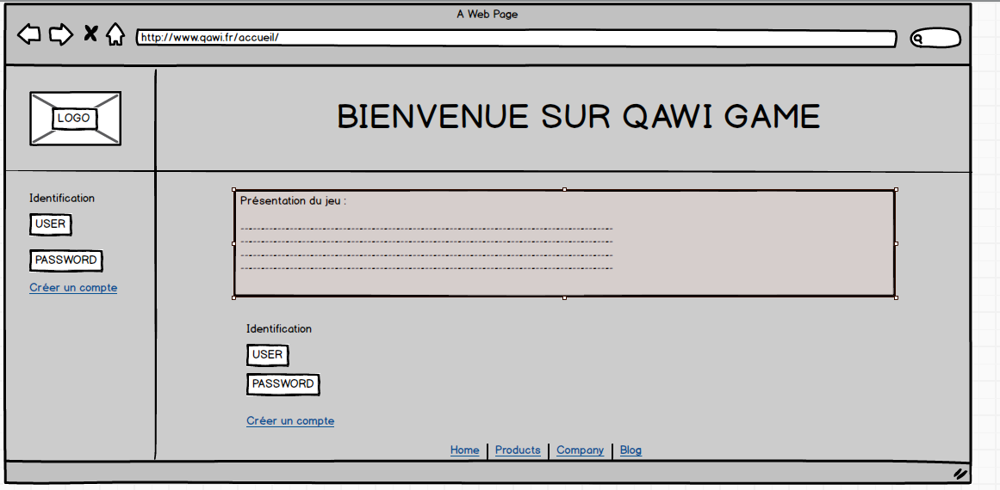 A Web Page
http://www.qawi.fr/accueil/
LOGO
BIENVENUE SUR QAWI GAME
Identification
USER
PASSWORD
Créer un compte
Présentation du jeu :
Identification
USER
PASSWORD
Créer un compte
Home | Products | Company | Blog